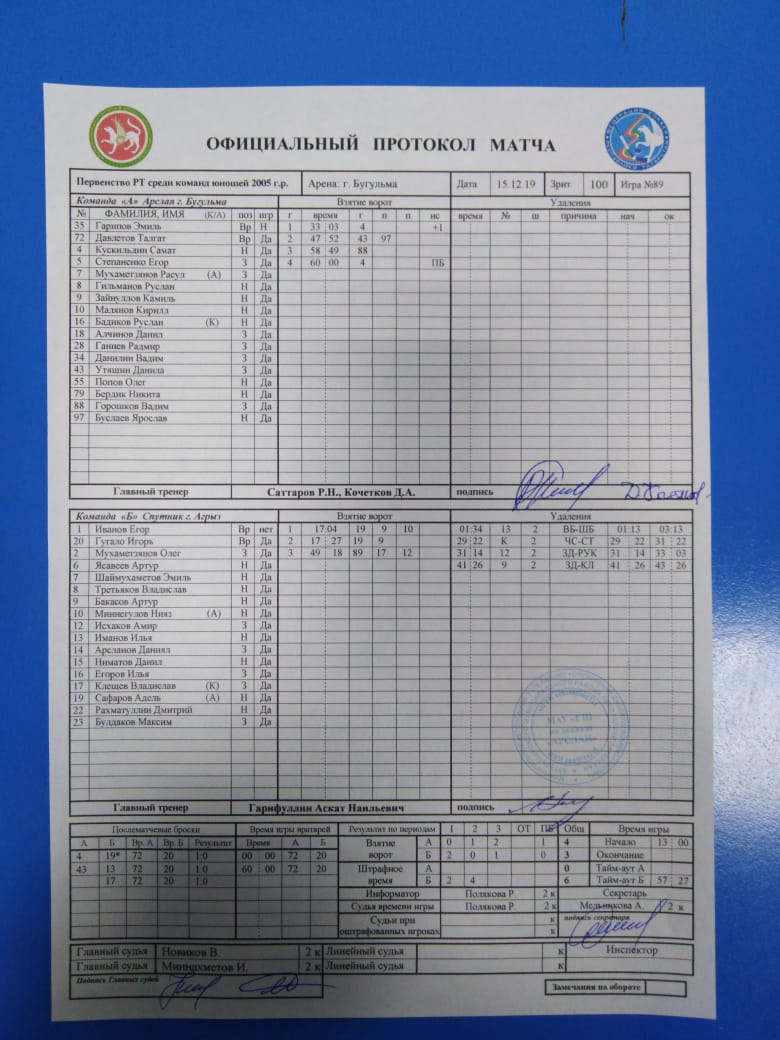 ОФИЦИАЛЬНЫЙ ПРОТОКОЛ МАТЧА
Первенство РТ среди команд юношей 2005 г.р. Арена: г. Бугульма Дата 15.12.19 Зрит. 100 Игра №89
Команда «А» Арслан г. Бугульма Взятие ворот Удаления
№ ФАМИЛИЯ, ИМЯ (К/А) поз игр г время г п п нс время № ш причина нач ок
35 Гарипов Эмиль Вр Н 1 33 03 4 +1
72 Давлетов Талгат Вр Да 2 47 52 43 97
4 Кускильдин Самат Н Да 3 58 49 88
5 Степаненко Егор З Да 4 60 00 4 ПБ
7 Мухаметзянов Расул (А) З Да
8 Гильманов Руслан Н Да
9 Зайнуллов Камиль Н Да
10 Малянов Кирилл Н Да
16 Бадиков Руслан (К) Н Да
18 Алчинов Данил З Да
28 Ганиев Радмир З Да
34 Данилин Вадим З Да
43 Утяшин Данила З Да
55 Попов Олег Н Да
79 Бердик Никита Н Да
88 Горошков Вадим З Да
97 Буслаев Ярослав Н Да
Главный тренер Саттаров Р.Н., Кочетков Д.А. подпись
Команда «Б» Спутник г. Агрыз Взятие ворот Удаления
1 Иванов Егор Вр нет 1 17:04 19 9 10 01:34 13 2 ВБ-ШБ 01:13 03:13
20 Гугало Игорь Вр Да 2 17 27 19 9 29 22 К 2 ЧС-СТ 29 22 31 22
2 Мухаметзянов Олег З Да 3 49 18 89 17 12 31 14 12 2 ЗД-РУК 31 14 33 03
6 Ясавеев Артур Н Да 41 26 9 2 ЗД-КЛ 41 26 43 26
7 Шаймухаметов Эмиль Н Да
8 Третьяков Владислав Н Да
9 Бакасов Артур Н Да
10 Миннегулов Нияз (А) Н Да
12 Исхаков Амир З Да
13 Иманов Илья Н Да
14 Арсланов Даниял З Да
15 Ниматов Данил Н Да
16 Егоров Илья З Да
17 Клещев Владислав (К) З Да
19 Сафаров Адель (А) Н Да
22 Рахматуллин Дмитрий Н Да
23 Булдаков Максим З Да
МАУ «СШ
АРСЛАН»
Главный тренер Гарифуллин Аскат Наильевич подпись
Послематчевые броски Время игры вратарей Результат по периодам 1 2 3 ОТ ПБ Общ Время игры
А Б Вр. А Вр. Б Результат Время А Б Взятие ворот А 0 1 2 1 4 Начало 13 00
4 19* 72 20 1:0 00 00 72 20 Б 2 0 1 0 3 Окончание
43 13 72 20 1:0 60 00 72 20 Штрафное время А 0 Тайм-аут А
17 72 20 1:0 Б 2 4 6 Тайм-аут Б 57 27
Информатор Полякова Р. 2 к Секретарь
Судья времени игры Полякова Р. 2 к Мельникова А. 2 к
Судьи при оштрафованных игроках к подпись секретаря
к
Главный судья Новиков В. 2 к Линейный судья к Инспектор
Главный судья Миннахметов И. 2 к Линейный судья к
Подпись Главных судей
Замечания на обороте